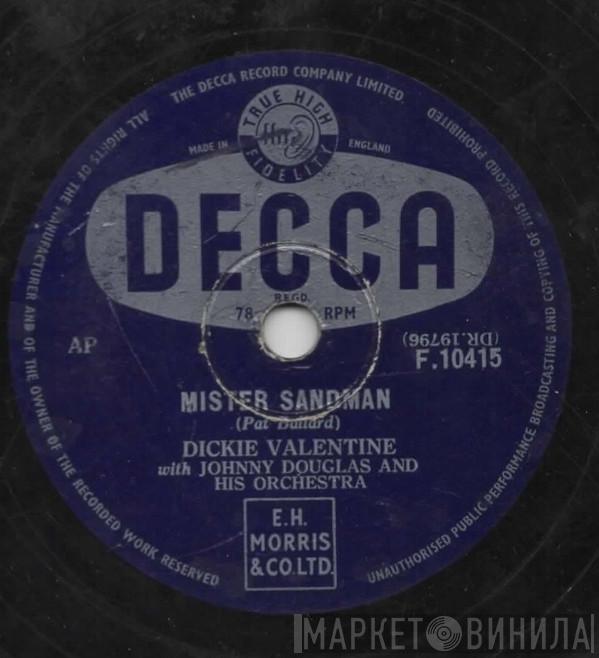 THE DECCA RECORD COMPANY LIMITED.
ALL RIGHTS OF THE MANUFACTURER AND OF THE OWNER OF THE RECORDED WORK RESERVED
UNAUTHORISED PUBLIC PERFORMANCE BROADCASTING AND COPYING OF THIS RECORD PROHIBITED
TRUE HIGH
ffrr
FIDELITY
MADE IN ENGLAND
DECCA
REGD.
78 RPM
AP
(DR.19796)
F.10415
MISTER SANDMAN
(Pat Ballard)
DICKIE VALENTINE
with JOHNNY DOUGLAS AND
HIS ORCHESTRA
E.H.
MORRIS
& CO.LTD.
МАРКЕТ ВИНИЛА